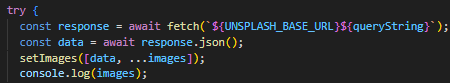 try {
const response = await fetch(`${UNSPLASH_BASE_URL}${queryString}`);
const data = await response.json();
setImages([data, ...images]);
console.log(images);